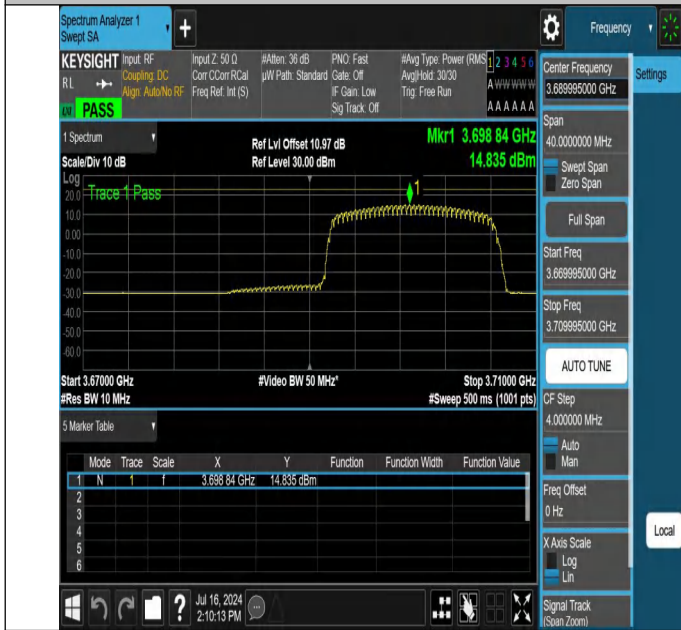 Spectrum Analyzer 1
Swept SA
+
Frequency
KEYSIGHT
RL
PASS
Input: RF
Coupling: DC
Align: Auto/No RF
Input Z: 50 Ω
Corr CCorr RCal
Freq Ref: Int (S)
#Atten: 36 dB
µW Path: Standard
PNO: Fast
Gate: Off
IF Gain: Low
Sig Track: Off
#Avg Type: Power (RMS
Avg|Hold: 30/30
Trig: Free Run
1 2 3 4 5 6
A W W W W W
A A A A A A
1 Spectrum
Scale/Div 10 dB
Ref Lvl Offset 10.97 dB
Ref Level 30.00 dBm
Mkr1 3.698 84 GHz
14.835 dBm
Log
Trace 1 Pass
1
20.0
10.0
0.00
-10.0
-20.0
-30.0
-40.0
-50.0
-60.0
Start 3.67000 GHz
#Res BW 10 MHz
#Video BW 50 MHz*
Stop 3.71000 GHz
#Sweep 500 ms (1001 pts)
5 Marker Table
Mode Trace Scale X Y Function Function Width Function Value
1 N 1 f 3.698 84 GHz 14.835 dBm
2
3
4
5
6
?
Jul 16, 2024
2:10:13 PM
Center Frequency
3.689995000 GHz
Settings
Span
40.0000000 MHz
Swept Span
Zero Span
Full Span
Start Freq
3.669995000 GHz
Stop Freq
3.709995000 GHz
AUTO TUNE
CF Step
4.000000 MHz
Auto
Man
Freq Offset
0 Hz
X Axis Scale
Log
Lin
Local
Signal Track
(Span Zoom)